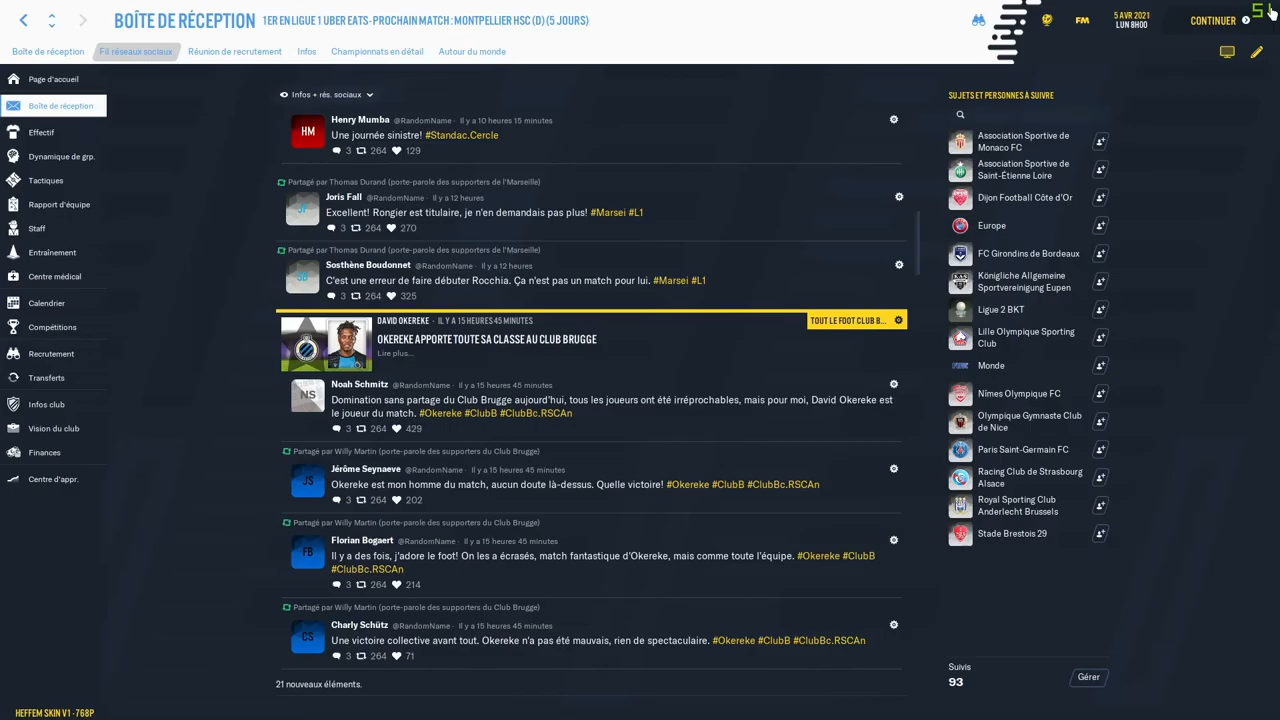 BOÎTE DE RÉCEPTION 1ER EN LIGUE 1 UBER EATS - PROCHAIN MATCH : MONTPELLIER HSC (D) (5 JOURS)
FM
5 AVR 2021
LUN 8H00
CONTINUER
Boîte de réception
Fil réseaux sociaux
Réunion de recrutement
Infos
Championnats en détail
Autour du monde
Page d'accueil
Boîte de réception
Effectif
Dynamique de grp.
Tactiques
Rapport d'équipe
Staff
Entraînement
Centre médical
Calendrier
Compétitions
Recrutement
Transferts
Infos club
Vision du club
Finances
Centre d'appr.
HEFFEM SKIN V1 - 768P
Infos + rés. sociaux
HM
Henry Mumba @RandomName · Il y a 10 heures 15 minutes
Une journée sinistre! #Standac.Cercle
3 264 129
Partagé par Thomas Durand (porte-parole des supporters de l'Marseille)
JF
Joris Fall @RandomName · Il y a 12 heures
Excellent! Rongier est titulaire, je n'en demandais pas plus! #Marsei #L1
3 264 270
Partagé par Thomas Durand (porte-parole des supporters de l'Marseille)
SB
Sosthène Boudonnet @RandomName · Il y a 12 heures
C'est une erreur de faire débuter Rocchia. Ça n'est pas un match pour lui. #Marsei #L1
3 264 325
DAVID OKEREKE - IL Y A 15 HEURES 45 MINUTES
TOUT LE FOOT CLUB B...
OKEREKE APPORTE TOUTE SA CLASSE AU CLUB BRUGGE
Lire plus...
NS
Noah Schmitz @RandomName · Il y a 15 heures 45 minutes
Domination sans partage du Club Brugge aujourd'hui, tous les joueurs ont été irréprochables, mais pour moi, David Okereke est
le joueur du match. #Okereke #ClubB #ClubBc.RSCAn
3 264 429
Partagé par Willy Martin (porte-parole des supporters du Club Brugge)
JS
Jérôme Seynaeve @RandomName · Il y a 15 heures 45 minutes
Okereke est mon homme du match, aucun doute là-dessus. Quelle victoire! #Okereke #ClubB #ClubBc.RSCAn
3 264 202
Partagé par Willy Martin (porte-parole des supporters du Club Brugge)
FB
Florian Bogaert @RandomName · Il y a 15 heures 45 minutes
Il y a des fois, j'adore le foot! On les a écrasés, match fantastique d'Okereke, mais comme toute l'équipe. #Okereke #ClubB
#ClubBc.RSCAn
3 264 214
Partagé par Willy Martin (porte-parole des supporters du Club Brugge)
CS
Charly Schütz @RandomName · Il y a 15 heures 45 minutes
Une victoire collective avant tout. Okereke n'a pas été mauvais, rien de spectaculaire. #Okereke #ClubB #ClubBc.RSCAn
3 264 71
21 nouveaux éléments.
SUJETS ET PERSONNES À SUIVRE
Association Sportive de
Monaco FC
Association Sportive de
Saint-Étienne Loire
Dijon Football Côte d'Or
Europe
FC Girondins de Bordeaux
Königliche Allgemeine
Sportvereinigung Eupen
Ligue 2 BKT
Lille Olympique Sporting
Club
Monde
Nîmes Olympique FC
Olympique Gymnaste Club
de Nice
Paris Saint-Germain FC
Racing Club de Strasbourg
Alsace
Royal Sporting Club
Anderlecht Brussels
Stade Brestois 29
Suivis
93
Gérer